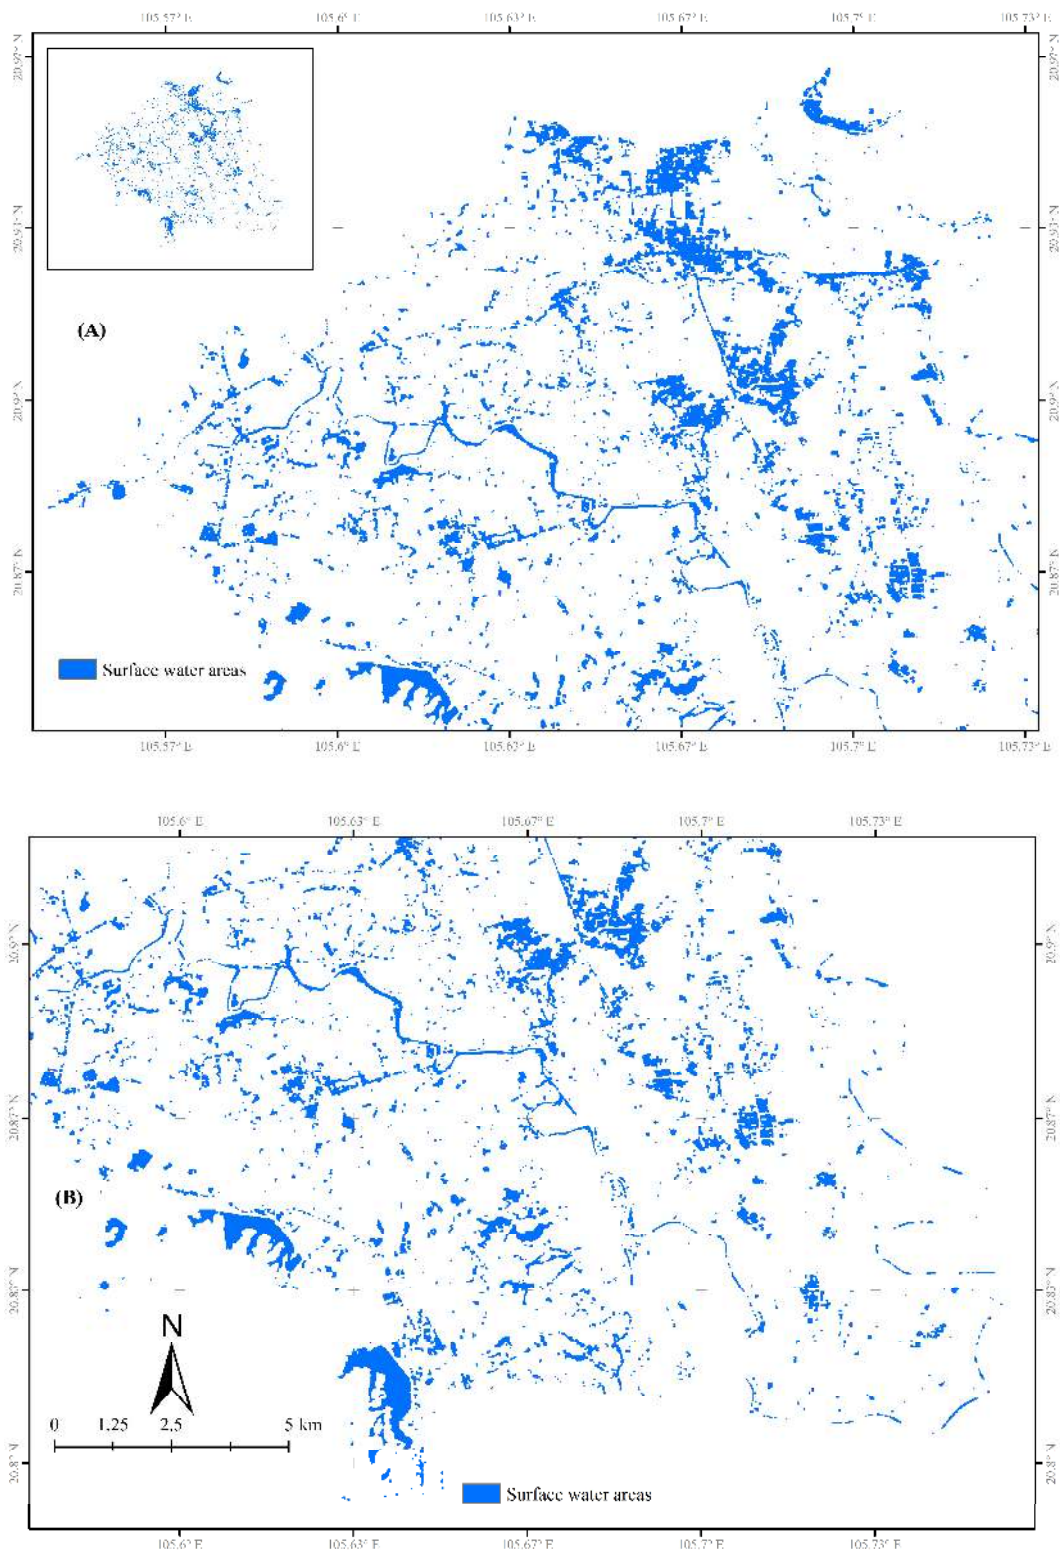 105.57° E 105.6° E 105.63° E 105.67° E 105.7° E 105.73° E
20.97° N 20.97° N
20.93° N 20.93° N
(A)
20.9° N 20.9° N
20.87° N 20.87° N
Surface water areas
105.57° E 105.6° E 105.63° E 105.67° E 105.7° E 105.73° E
105.6° E 105.63° E 105.67° E 105.7° E 105.73° E
20.9° N 20.9° N
20.87° N 20.87° N
(B)
20.83° N 20.83° N
N
0 1.25 2.5 5 km
20.8° N 20.8° N
Surface water areas
105.6° E 105.63° E 105.67° E 105.7° E 105.73° E